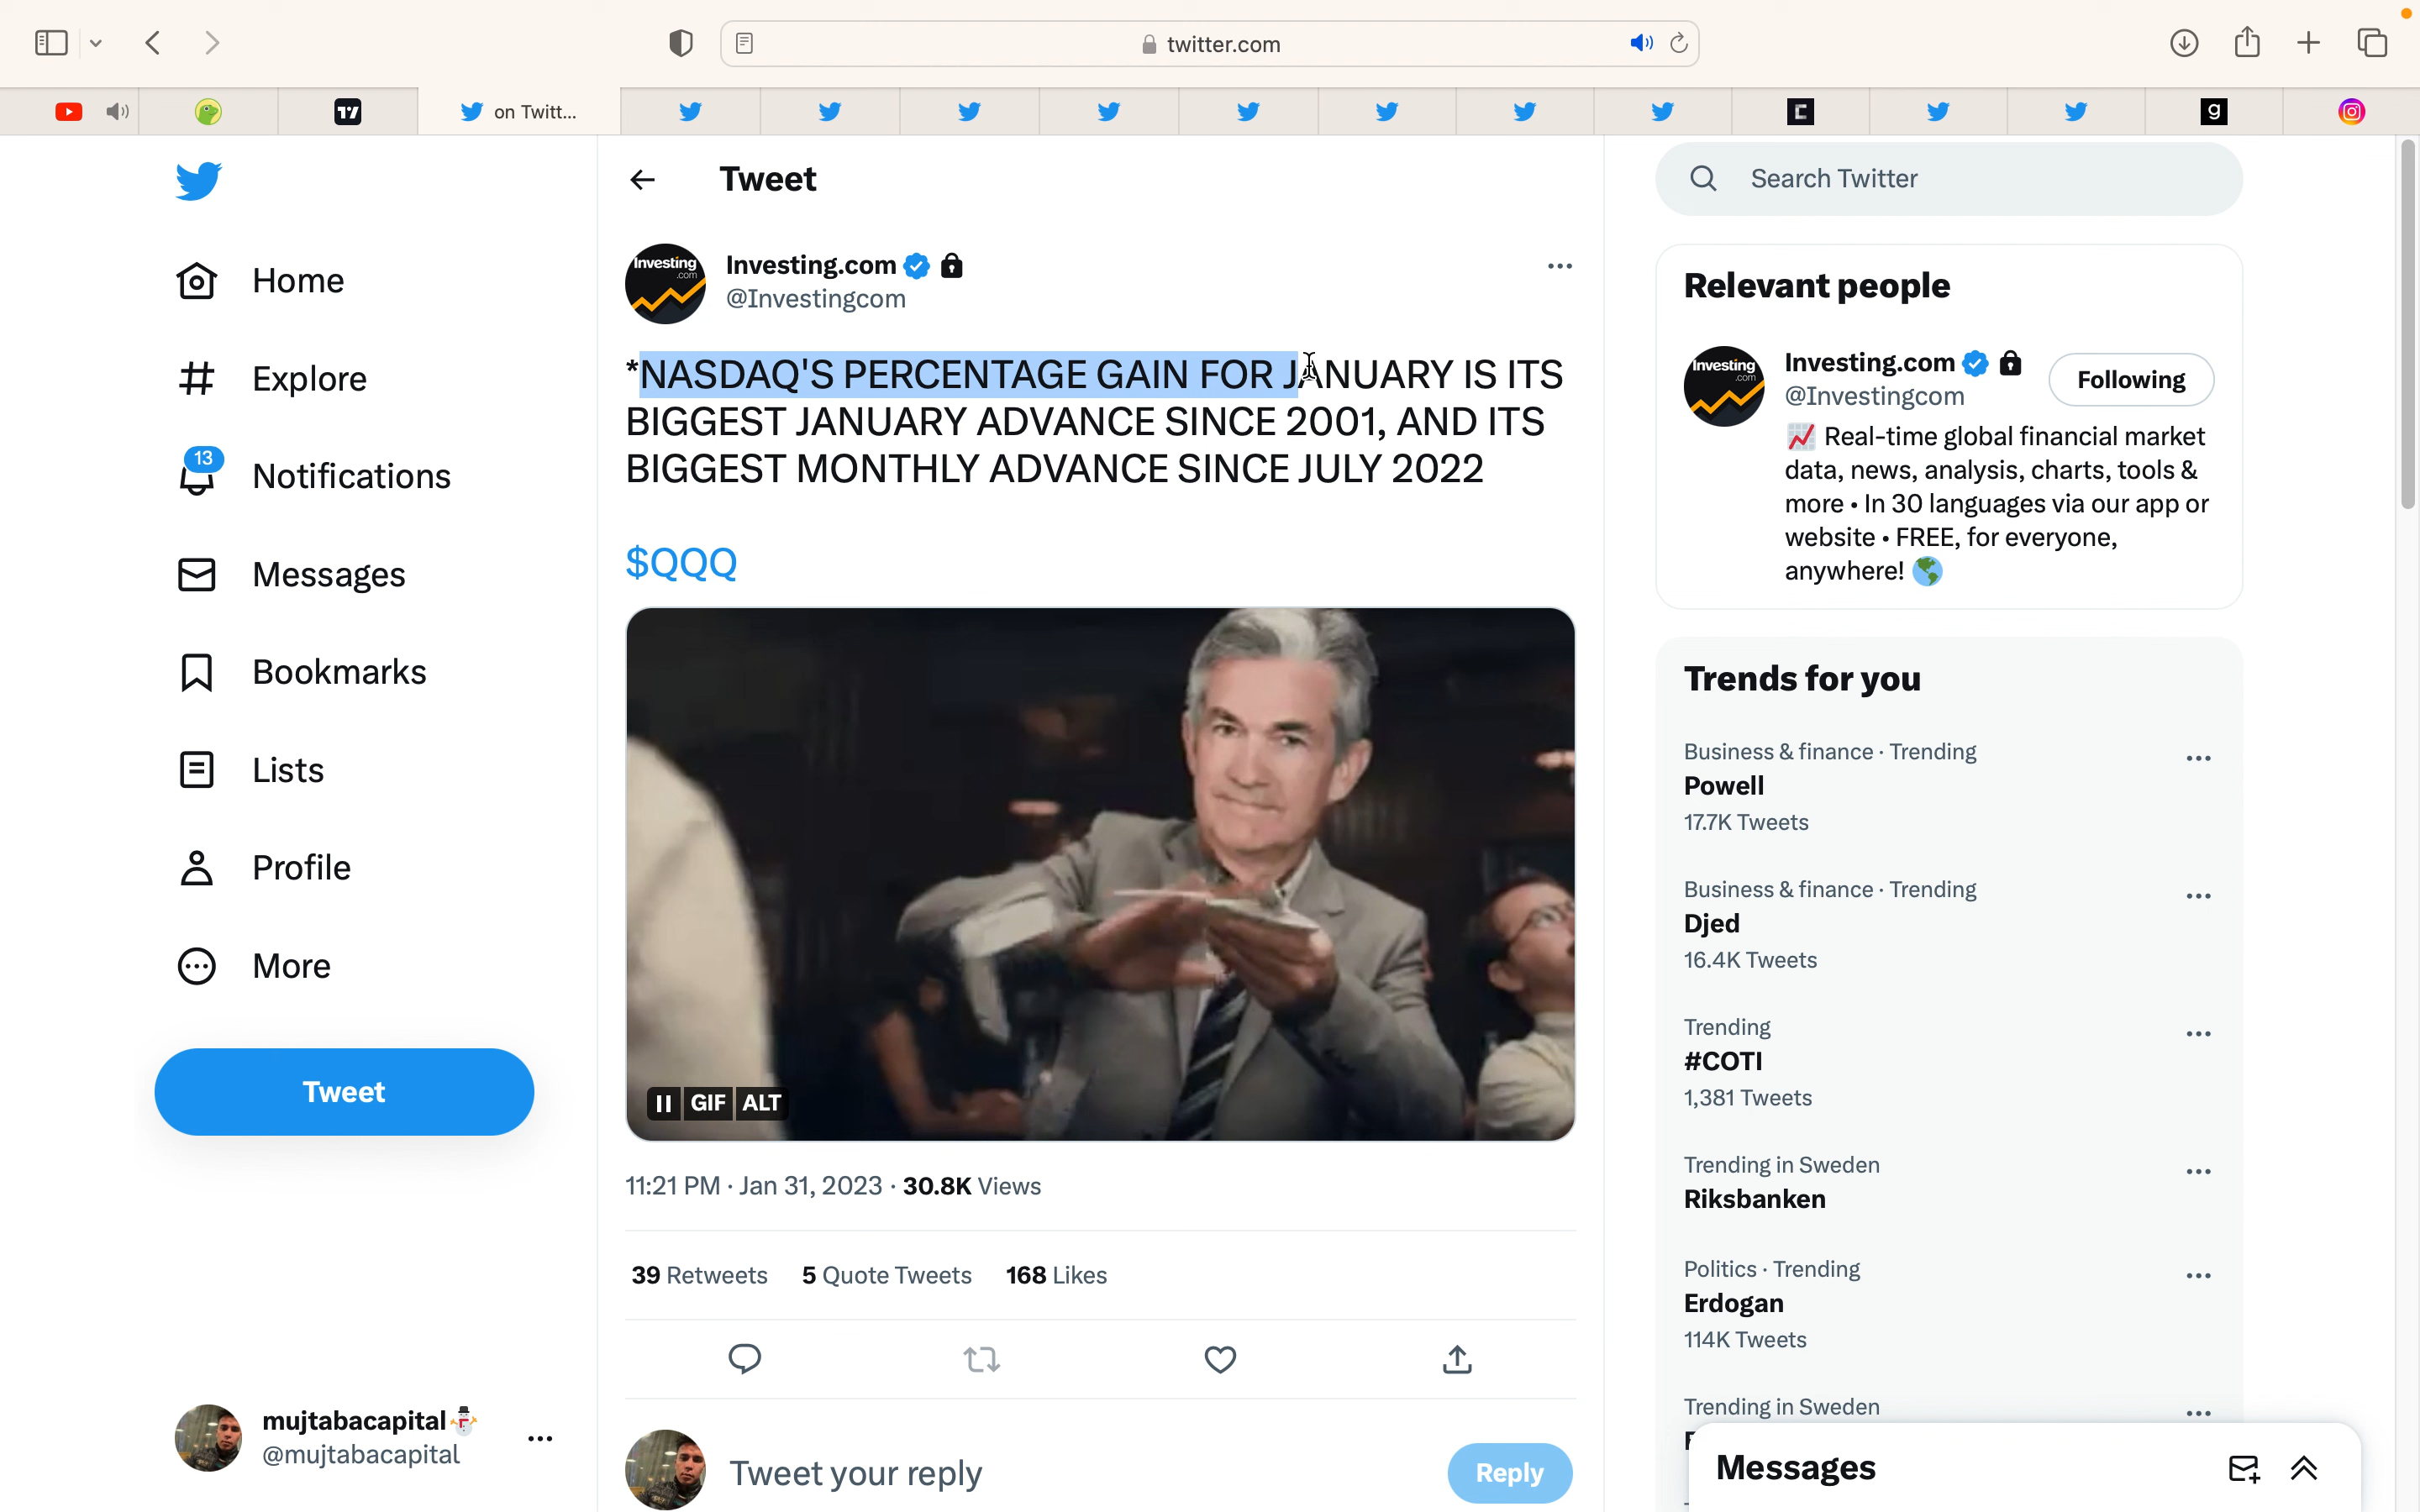 twitter.com
on Twitt...
Tweet
Search Twitter
Investing.com
@Investingcom
*NASDAQ'S PERCENTAGE GAIN FOR JANUARY IS ITS
BIGGEST JANUARY ADVANCE SINCE 2001, AND ITS
BIGGEST MONTHLY ADVANCE SINCE JULY 2022
$QQQ
Investing
.com
GIF ALT
11:21 PM · Jan 31, 2023 · 30.8K Views
39 Retweets 5 Quote Tweets 168 Likes
Tweet your reply
Reply
Home
Explore
13
Notifications
Messages
Bookmarks
Lists
Profile
More
Tweet
mujtabacapital
@mujtabacapital
Relevant people
Investing
.com
Investing.com
@Investingcom
Following
Real-time global financial market
data, news, analysis, charts, tools &
more • In 30 languages via our app or
website • FREE, for everyone,
anywhere!
Trends for you
Business & finance · Trending
Powell
17.7K Tweets
Business & finance · Trending
Djed
16.4K Tweets
Trending
#COTI
1,381 Tweets
Trending in Sweden
Riksbanken
Politics · Trending
Erdogan
114K Tweets
Trending in Sweden
Messages